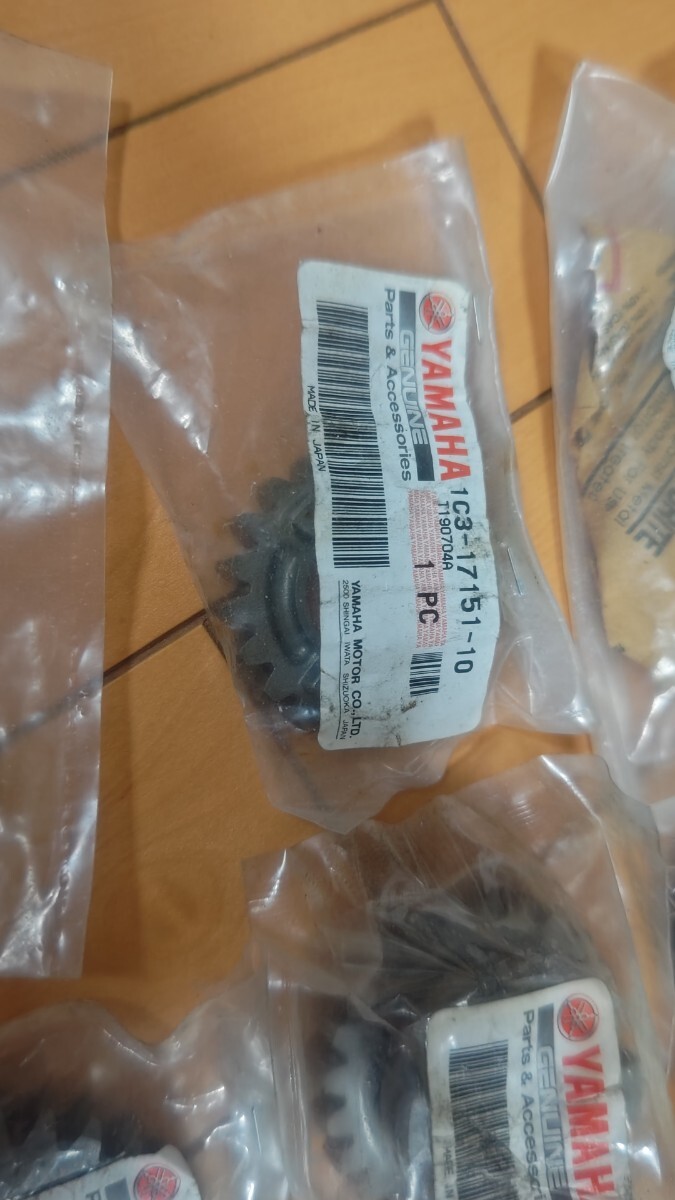 YAMAHA
GENUINE
Parts & Accessories
1C3-17151-10
T190704A
1 PC
MADE IN JAPAN
YAMAHA MOTOR CO.,LTD.
2500 SHINGAI IWATA SHIZUOKA JAPAN
YAMAHA
GENUINE
Parts & Accesso
MADE